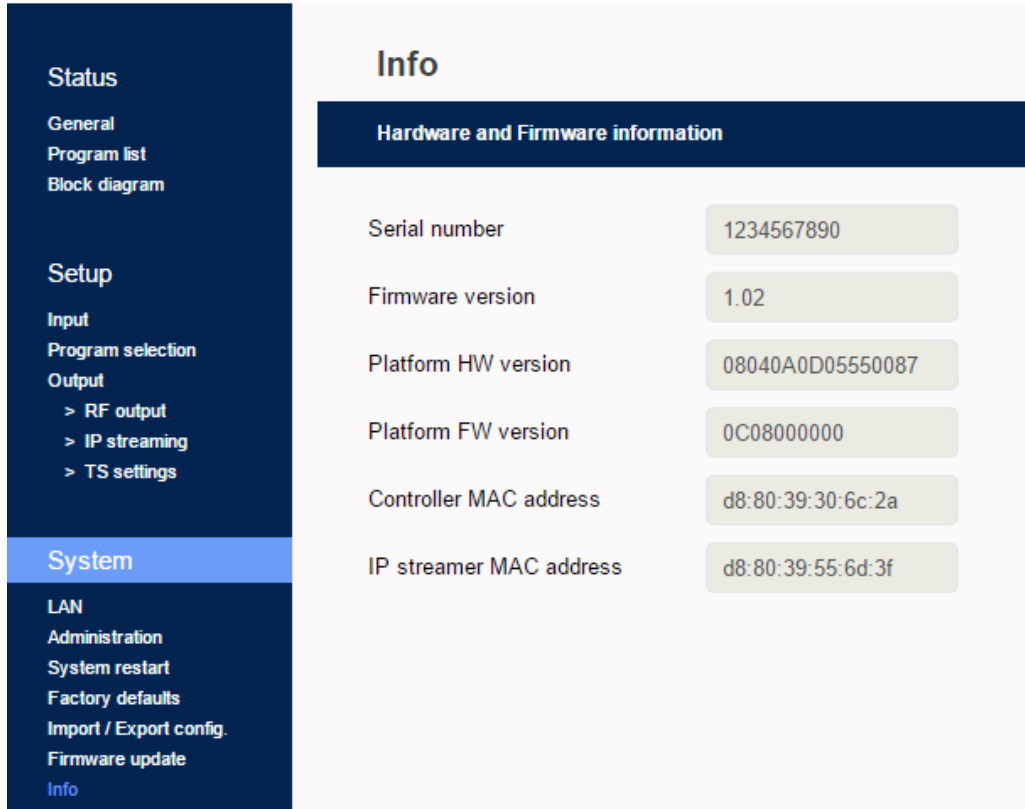 Status
General
Program list
Block diagram
Setup
Input
Program selection
Output
> RF output
> IP streaming
> TS settings
System
LAN
Administration
System restart
Factory defaults
Import / Export config.
Firmware update
Info
Info
Hardware and Firmware information
Serial number 1234567890
Firmware version 1.02
Platform HW version 08040A0D05550087
Platform FW version 0C08000000
Controller MAC address d8:80:39:30:6c:2a
IP streamer MAC address d8:80:39:55:6d:3f